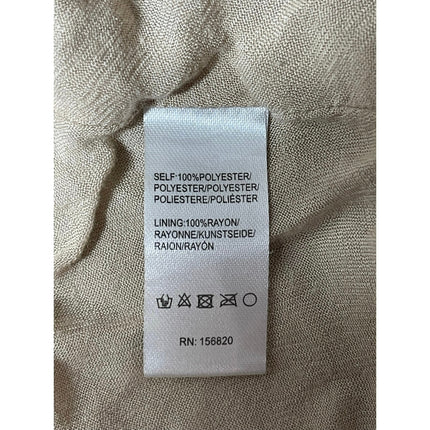 SELF:100%POLYESTER/
POLYESTER/POLYESTER/
POLIESTERE/POLIÉSTER
LINING:100%RAYON/
RAYONNE/KUNSTSEIDE/
RAION/RAYÓN
RN: 156820